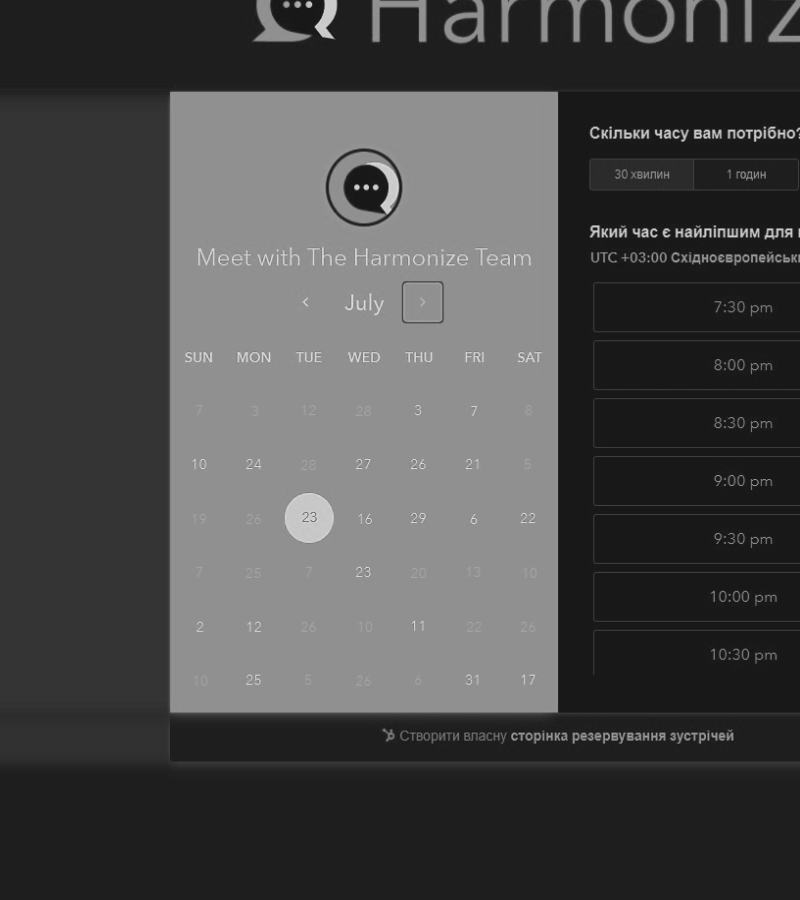 Harmoniz
Meet with The Harmonize Team
July
SUN MON TUE WED THU FRI SAT
7 3 12 28 3 7 8
10 24 28 27 26 21 5
19 26 23 16 29 6 22
7 25 7 23 20 13 10
2 12 26 10 11 22 26
10 25 5 26 6 31 17
Скільки часу вам потрібно?
30 хвилин 1 годин
Який час є найліпшим для
UTC +03:00 Східноєвропейськ
7:30 pm
8:00 pm
8:30 pm
9:00 pm
9:30 pm
10:00 pm
10:30 pm
Створити власну сторінка резервування зустрічей